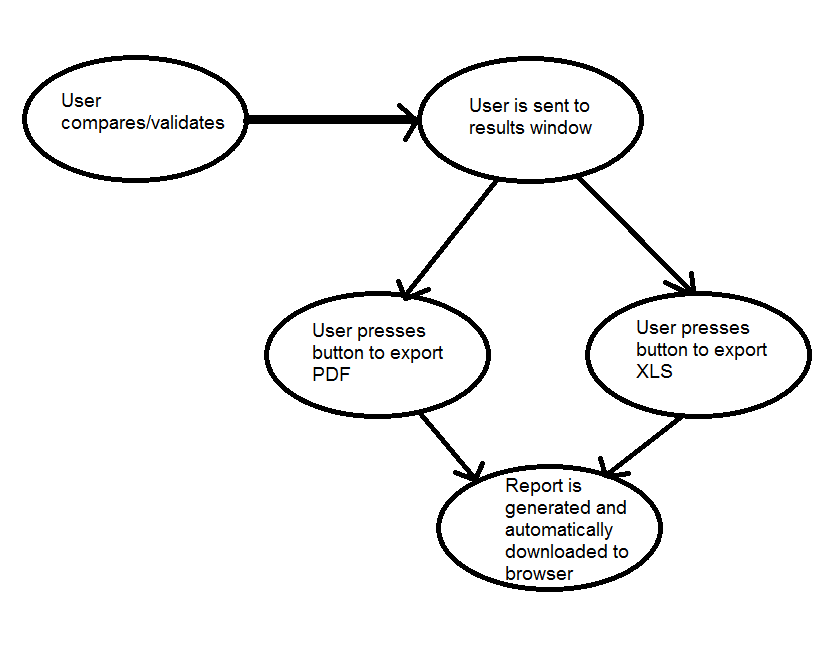 User
compares/validates
User is sent to
results window
User presses
button to export
PDF
User presses
button to export
XLS
Report is
generated and
automatically
downloaded to
browser